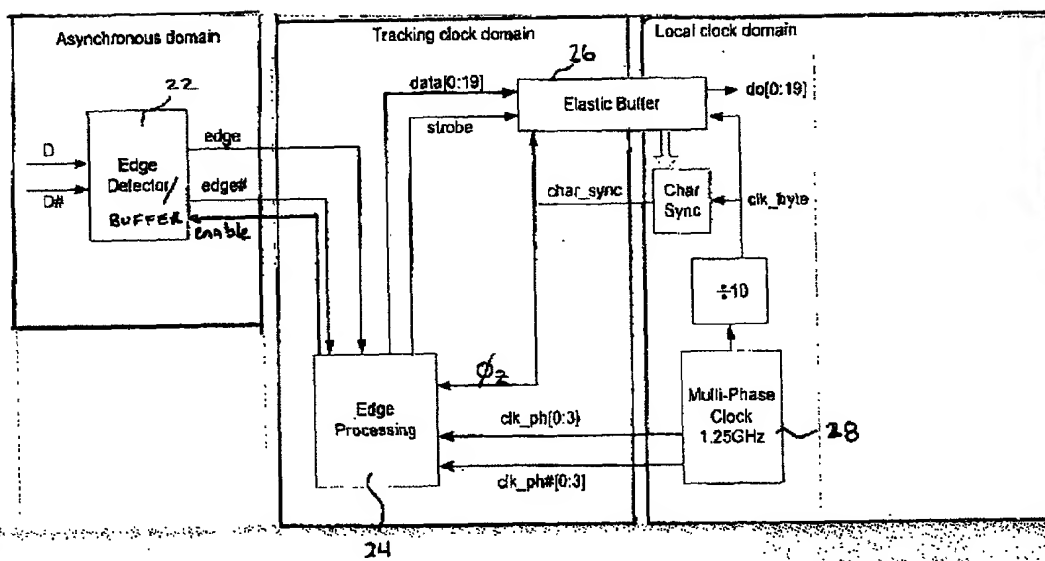 Asynchronous domain
Tracking clock domain
Local clock domain
22
26
data[0:19]
do[0:19]
Elastic Buffer
strobe
edge
D
D#
Edge
Detector/
BUFFER
edge#
enable
char_sync
Char
Sync
clk_byte
÷10
Φ2
Edge
Processing
clk_ph[0:3}
clk_ph#[0:3]
Multi-Phase
Clock
1.25GHz
28
24